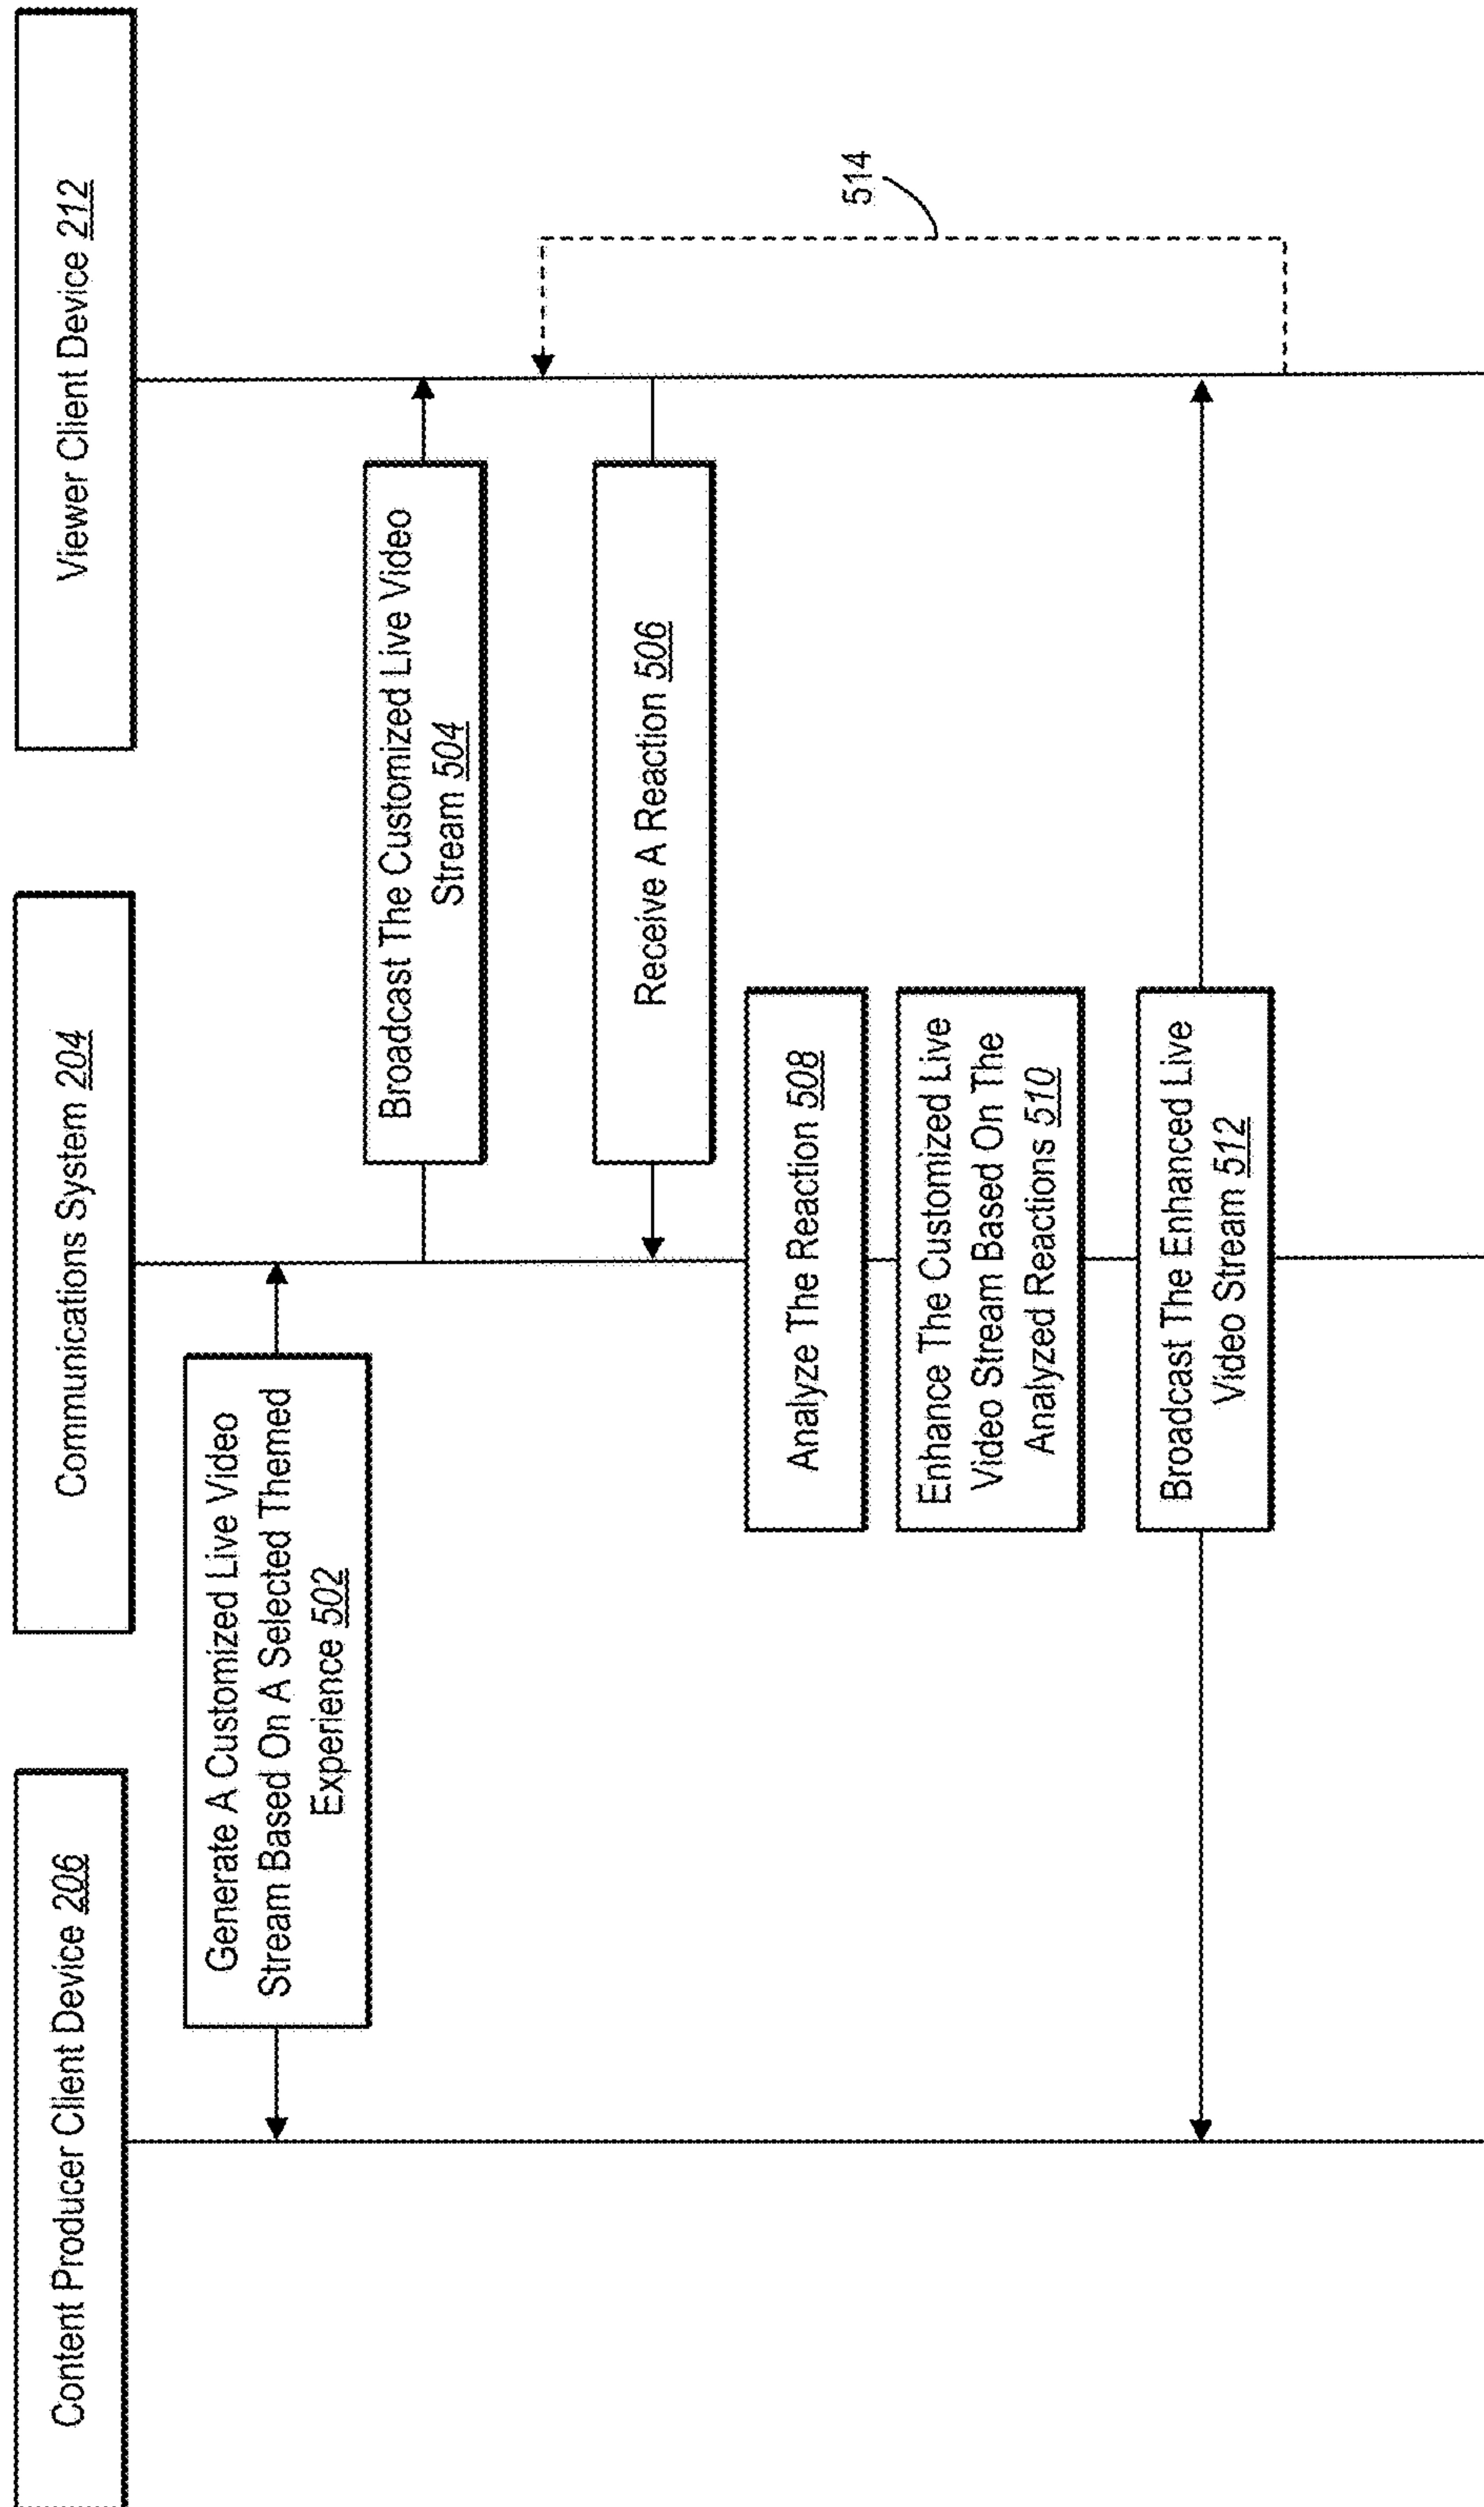 Content Producer Client Device 206
Communications System 204
Viewer Client Device 212
Generate A Customized Live Video
Stream Based On A Selected Themed
Experience 502
Broadcast The Customized Live Video
Stream 504
Receive A Reaction 506
Analyze The Reaction 508
Enhance The Customized Live
Video Stream Based On The
Analyzed Reactions 510
Broadcast The Enhanced Live
Video Stream 512
514